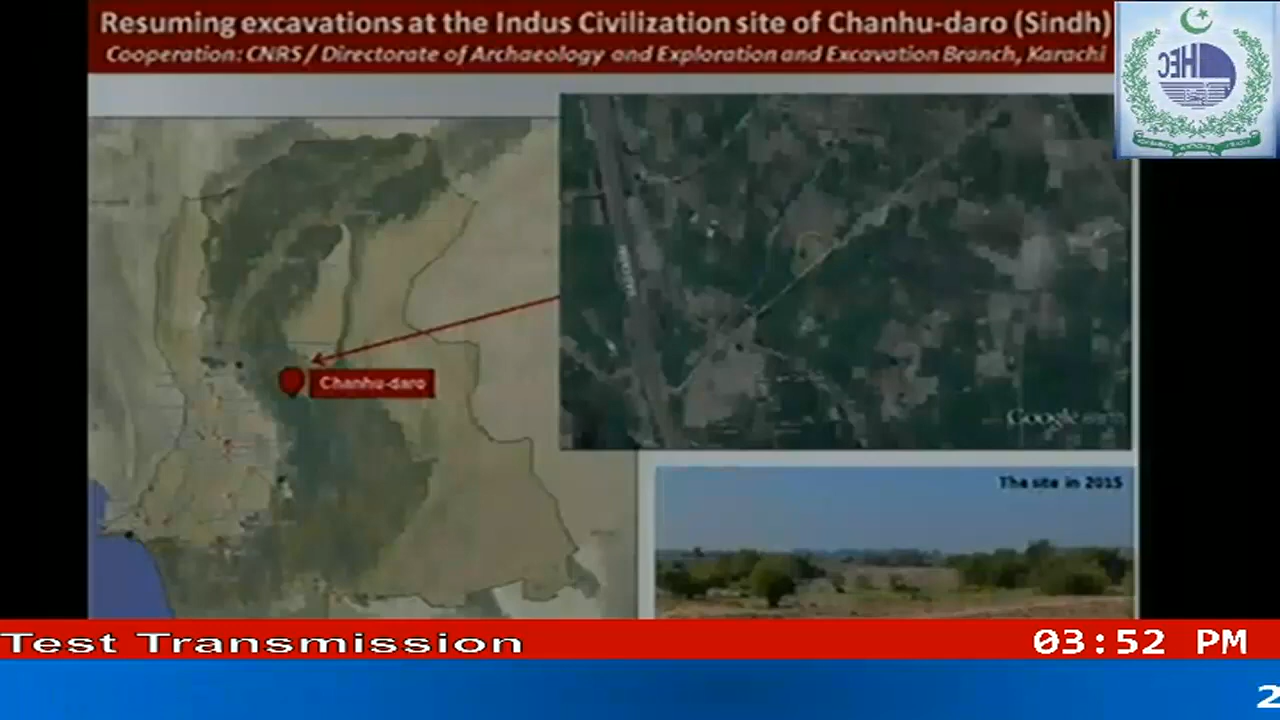 Resuming excavations at the Indus Civilization site of Chanhu-daro (Sindh)
Cooperation: CNRS / Directorate of Archaeology and Exploration and Excavation Branch, Karachi
HEC
Chanhu-daro
Google earth
The site in 2015
Test Transmission
03:52 PM
2